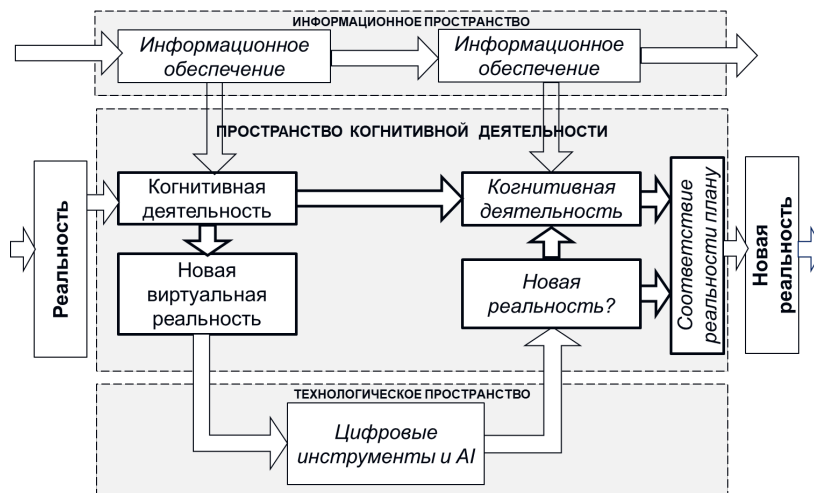 ИНФОРМАЦИОННОЕ ПРОСТРАНСТВО
Информационное
обеспечение
Информационное
обеспечение
ПРОСТРАНСТВО КОГНИТИВНОЙ ДЕЯТЕЛЬНОСТИ
Реальность
Когнитивная
деятельность
Когнитивная
деятельность
Новая
виртуальная
реальность
Новая
реальность?
Соответствие
реальности плану
Новая
реальность
ТЕХНОЛОГИЧЕСКОЕ ПРОСТРАНСТВО
Цифровые
инструменты и AI